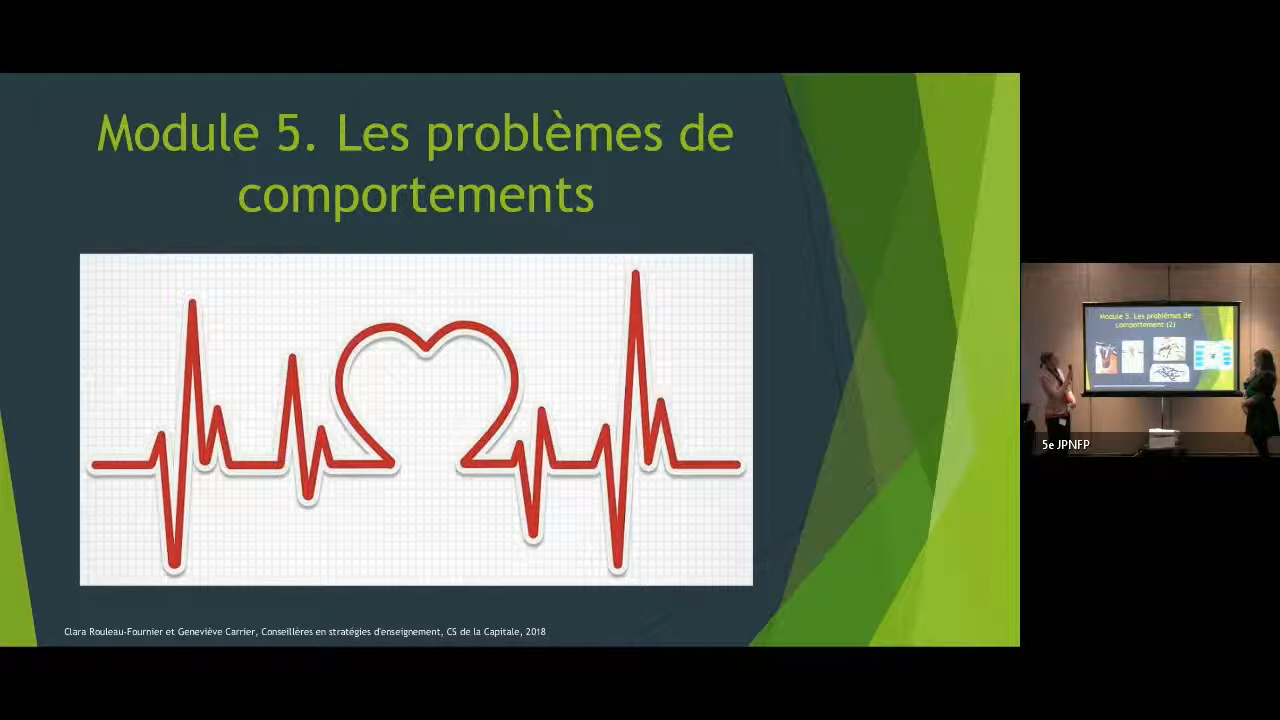 Module 5. Les problèmes de
comportements
Clara Rouleau-Fournier et Geneviève Carrier, Conseillères en stratégies d'enseignement, CS de la Capitale, 2018
Module 5. Les problèmes de
comportement (2)
5e JPNFP